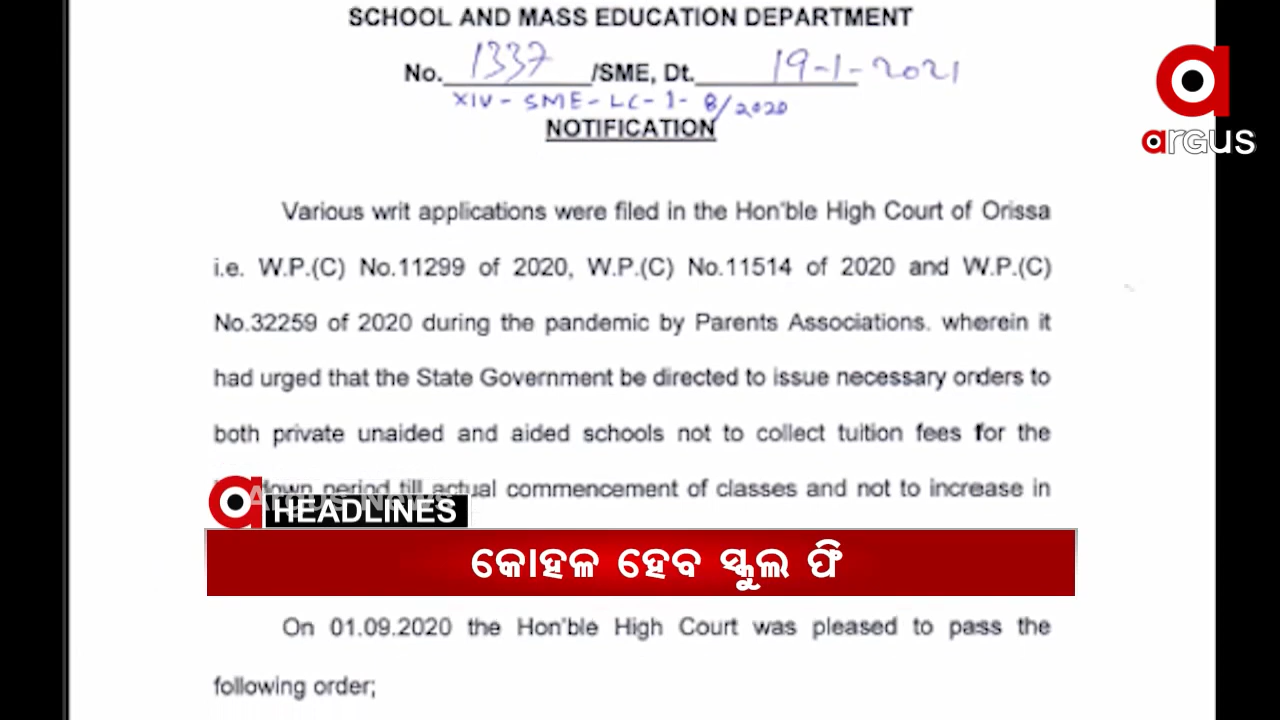 SCHOOL AND MASS EDUCATION DEPARTMENT
No. 1337 /SME, Dt. 19-1-2021
XIV-SME-LC-1-8/2020
NOTIFICATION
argus
Various writ applications were filed in the Hon'ble High Court of Orissa
i.e. W.P.(C) No.11299 of 2020, W.P.(C) No.11514 of 2020 and W.P.(C)
No.32259 of 2020 during the pandemic by Parents Associations. wherein it
had urged that the State Government be directed to issue necessary orders to
both private unaided and aided schools not to collect tuition fees for the
down period till actual commencement of classes and not to increase in
ARGUS NEWS
HEADLINES
କୋହଳ ହେବ ସ୍କୁଲ ଫି
On 01.09.2020 the Hon'ble High Court was pleased to pass the
following order;